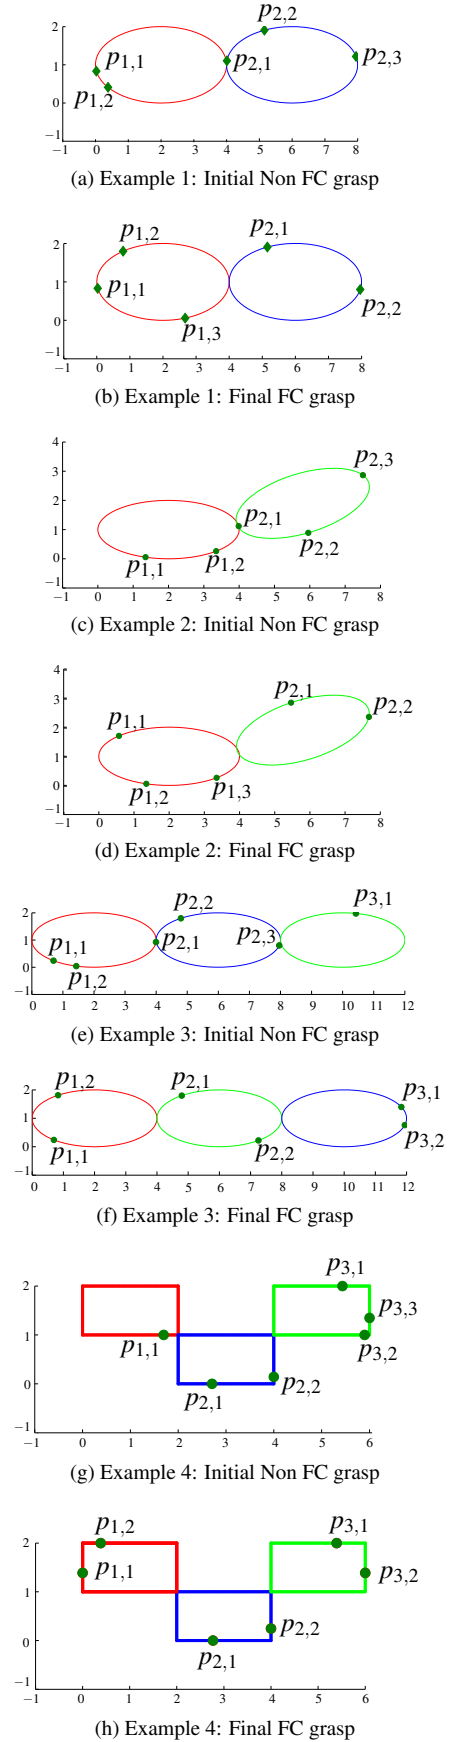 p2,2
2
p1,1
p2,1
p2,3
1
p1,2
0
−1
−1 0 1 2 3 4 5 6 7 8
(a) Example 1: Initial Non FC grasp
p1,2
p2,1
2
p1,1
1
p2,2
0
p1,3
−1
−1 0 1 2 3 4 5 6 7 8
(b) Example 1: Final FC grasp
4
p2,3
3
2
p2,1
1
p2,2
0
p1,1
p1,2
−1
−1 0 1 2 3 4 5 6 7 8
(c) Example 2: Initial Non FC grasp
4
p2,1
3
p2,2
p1,1
2
1
0
p1,2
p1,3
−1
−1 0 1 2 3 4 5 6 7 8
(d) Example 2: Final FC grasp
p2,2
p3,1
2
p1,1
p2,1
p2,3
1
0
p1,2
−1
0 1 2 3 4 5 6 7 8 9 10 11 12
(e) Example 3: Initial Non FC grasp
p1,2
p2,1
p3,1
2
1
p3,2
0
p1,1
p2,2
−1
0 1 2 3 4 5 6 7 8 9 10 11 12
(f) Example 3: Final FC grasp
p3,1
2
p3,3
1
p1,1
p3,2
0
p2,1
p2,2
−1
−1 0 1 2 3 4 5 6
(g) Example 4: Initial Non FC grasp
p1,2
p3,1
2
p1,1
p3,2
1
p2,2
0
p2,1
−1
−1 0 1 2 3 4 5 6
(h) Example 4: Final FC grasp